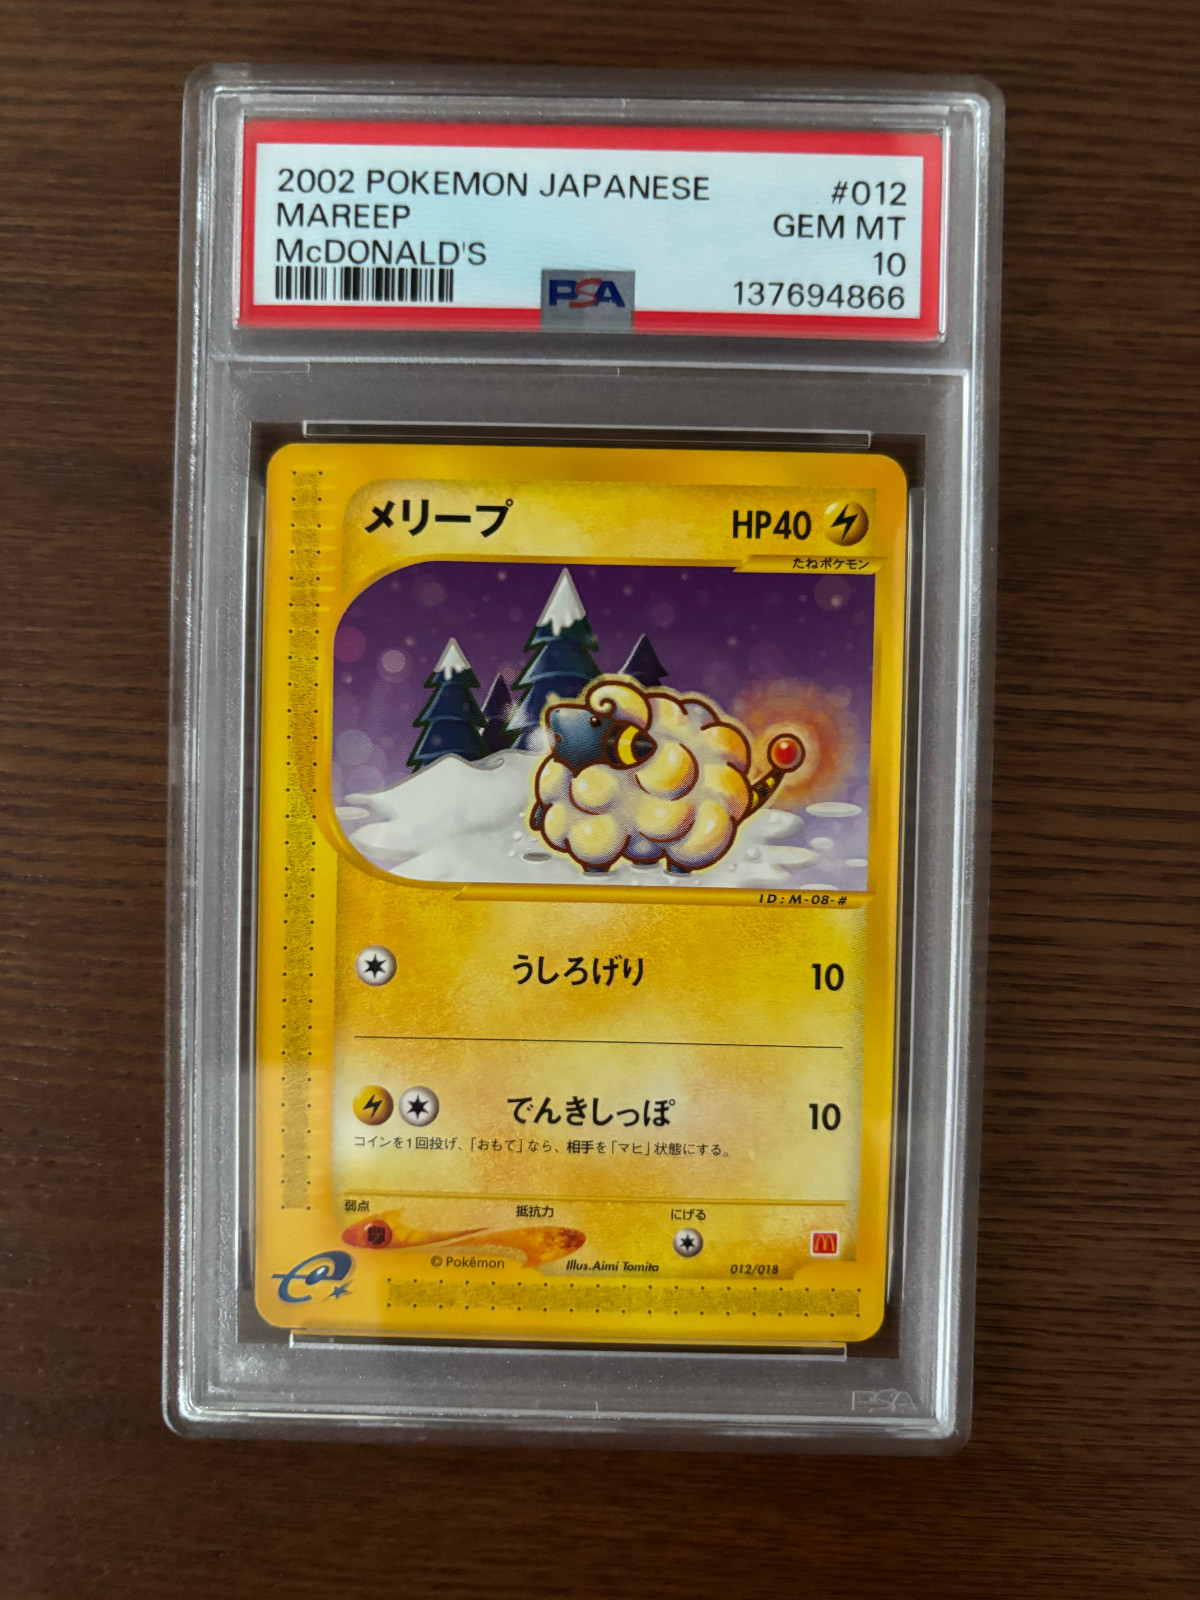 2002 POKEMON JAPANESE #012
MAREEP GEM MT
McDONALD'S 10
PSA 137694866
メリープ HP40
たねポケモン
ID:M-08-#
うしろげり 10
でんきしっぽ 10
コインを1回投げ、「おもて」なら、相手を「マヒ」状態にする。
弱点 抵抗力 にげる
闘
© Pokémon Illus.Aimi Tomita 012/018
e
PSA